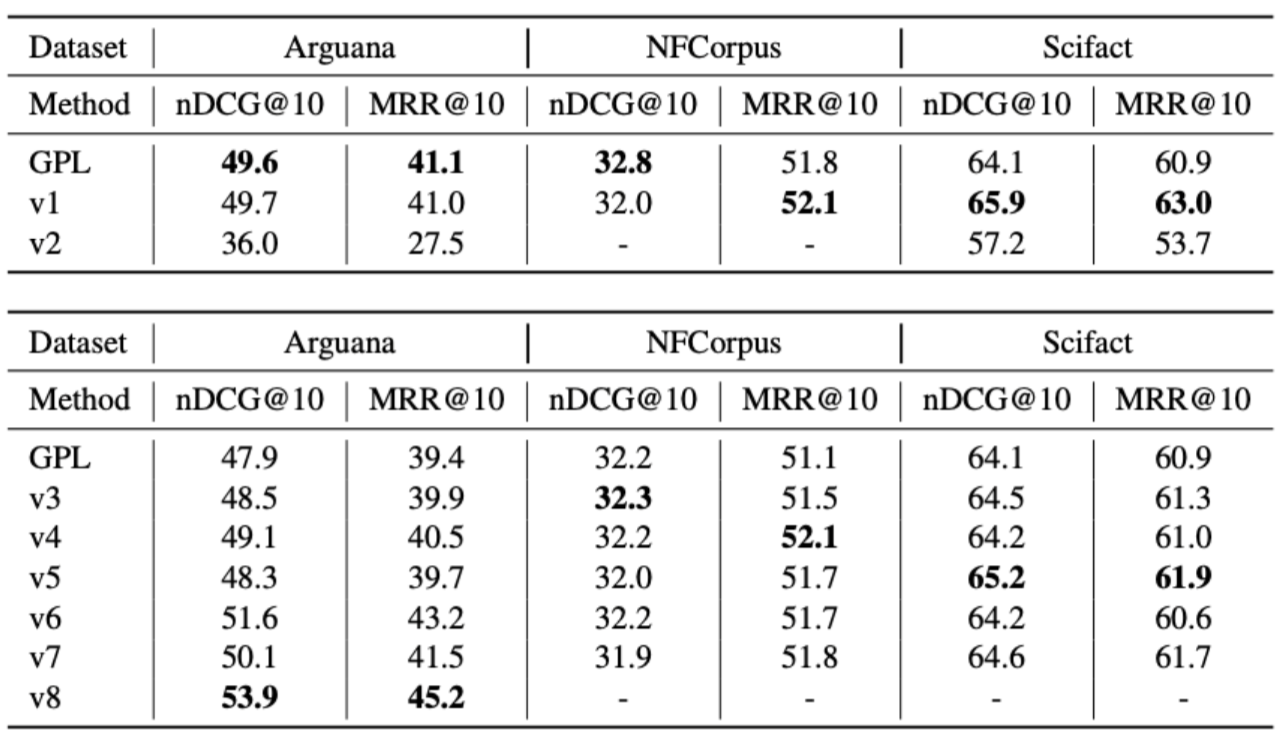 Dataset Arguana NFCorpus Scifact
Method nDCG@10 MRR@10 nDCG@10 MRR@10 nDCG@10 MRR@10
GPL 49.6 41.1 32.8 51.8 64.1 60.9
v1 49.7 41.0 32.0 52.1 65.9 63.0
v2 36.0 27.5 - - 57.2 53.7
Dataset Arguana NFCorpus Scifact
Method nDCG@10 MRR@10 nDCG@10 MRR@10 nDCG@10 MRR@10
GPL 47.9 39.4 32.2 51.1 64.1 60.9
v3 48.5 39.9 32.3 51.5 64.5 61.3
v4 49.1 40.5 32.2 52.1 64.2 61.0
v5 48.3 39.7 32.0 51.7 65.2 61.9
v6 51.6 43.2 32.2 51.7 64.2 60.6
v7 50.1 41.5 31.9 51.8 64.6 61.7
v8 53.9 45.2 - - - -